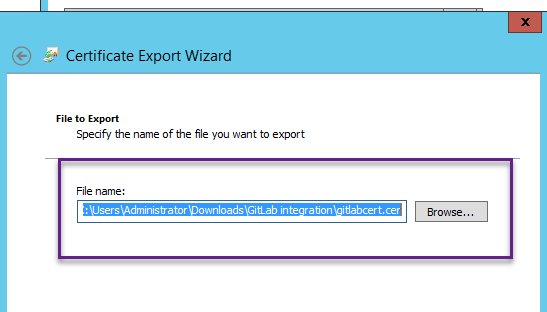 x
Certificate Export Wizard
File to Export
Specify the name of the file you want to export
File name:
:\Users\Administrator\Downloads\GitLab integration\gitlabcert.cer
Browse...